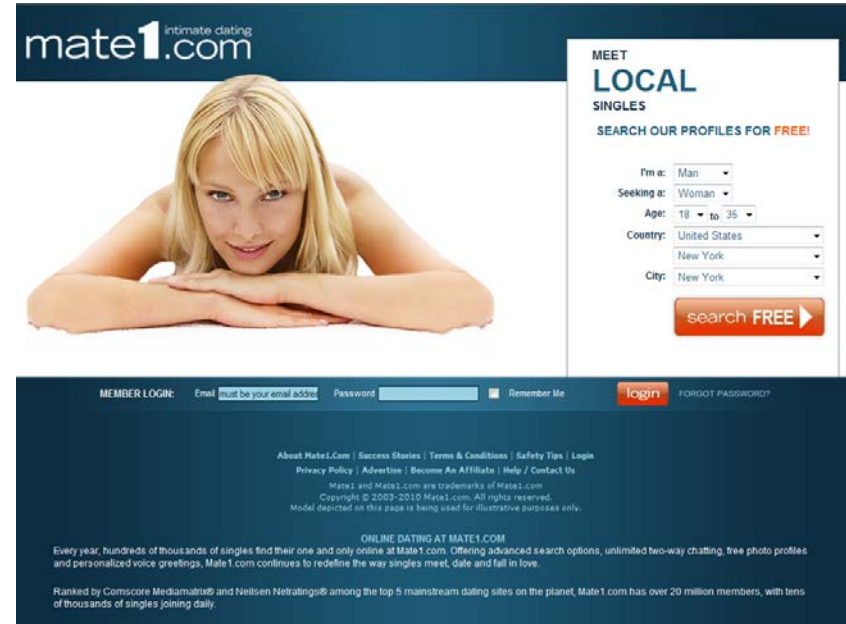 intimate dating
mate1.com
MEET
LOCAL
SINGLES
SEARCH OUR PROFILES FOR FREE!
I'm a: Man
Seeking a: Woman
Age: 18 to 35
Country: United States
New York
City: New York
search FREE
MEMBER LOGIN: Email must be your email addres Password Remember Me login FORGOT PASSWORD?
About Mate1.Com | Success Stories | Terms & Conditions | Safety Tips | Login
Privacy Policy | Advertise | Become An Affiliate | Help / Contact Us
Mate1 and Mate1.com are trademarks of Mate1.com
Copyright © 2003-2010 Mate1.com. All rights reserved.
Model depicted on this page is being used for illustrative purposes only.
ONLINE DATING AT MATE1.COM
Every year, hundreds of thousands of singles find their one and only online at Mate1.com. Offering advanced search options, unlimited two-way chatting, free photo profiles
and personalized voice greetings, Mate1.com continues to redefine the way singles meet, date and fall in love.
Ranked by Comscore Mediamatrix® and Neilsen Netratings® among the top 5 mainstream dating sites on the planet, Mate1.com has over 20 million members, with tens
of thousands of singles joining daily.